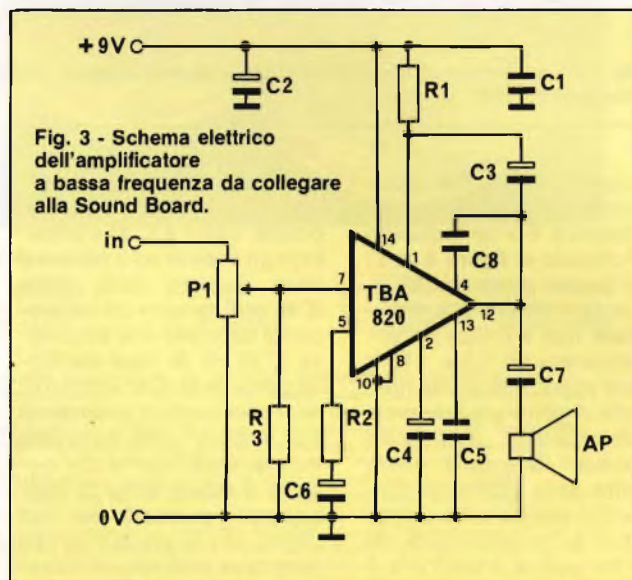 +9V
C2
R1
C1
Fig. 3 - Schema elettrico
dell'amplificatore
a bassa frequenza da collegare
alla Sound Board.
C3
in
14
1
C8
P1
7
TBA
820
4
12
13
5
10
8
2
C7
R
3
R2
C4
C5
AP
C6
0V